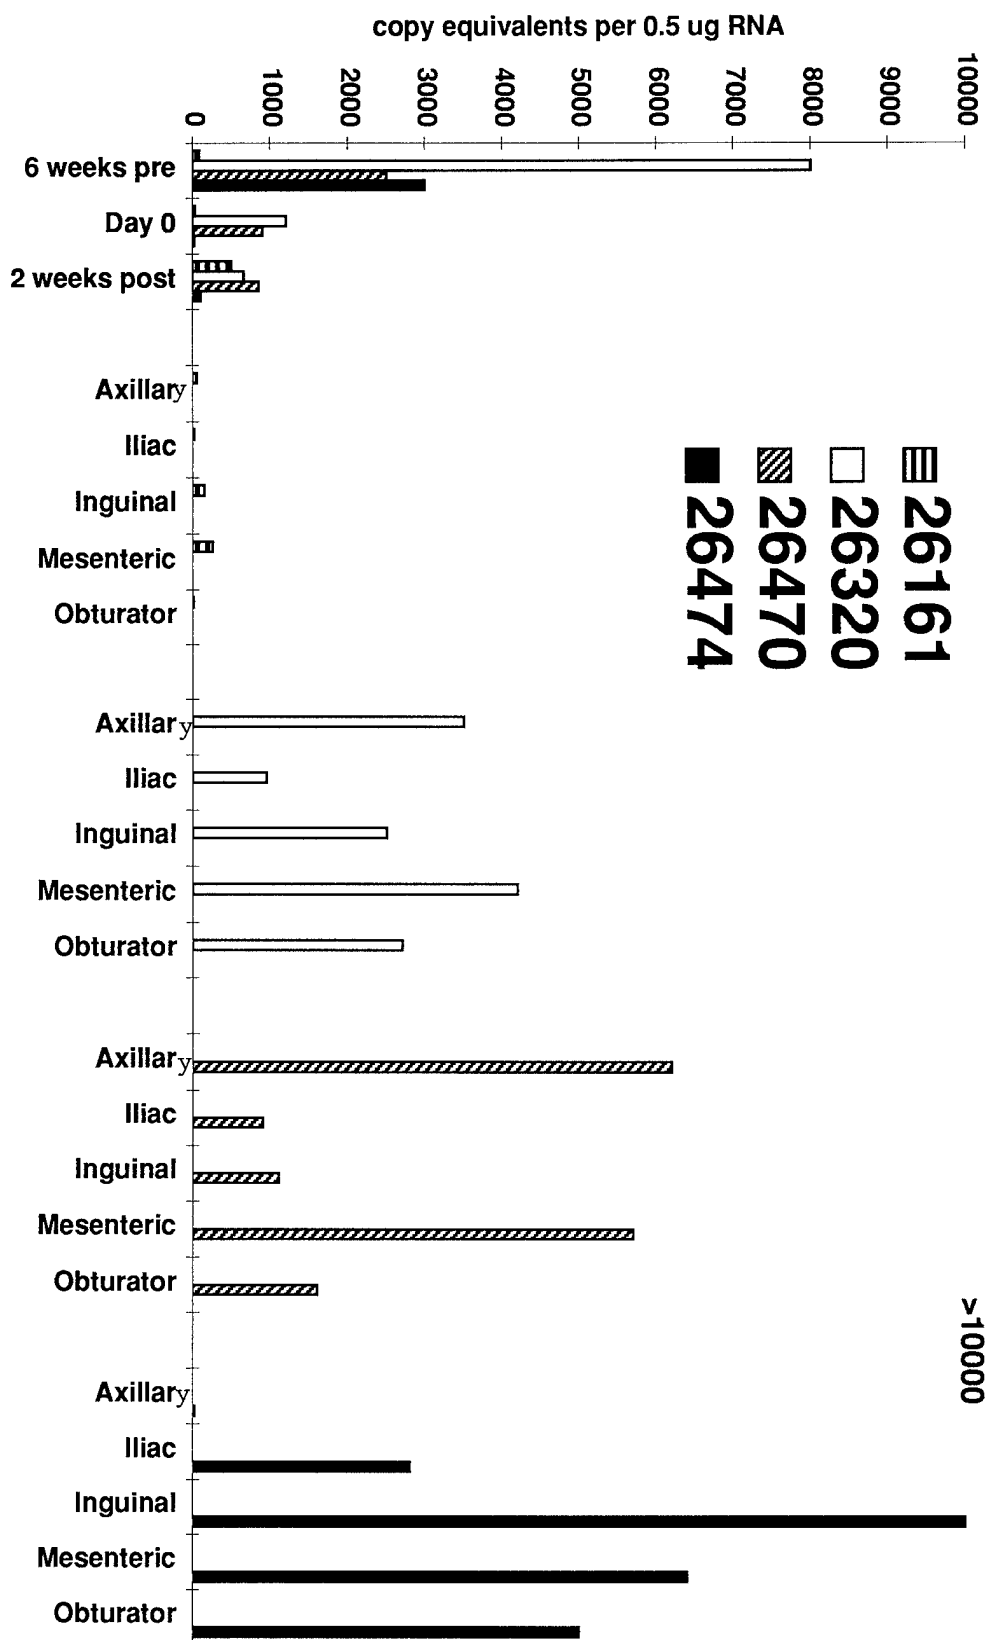 copy equivalents per 0.5 ug RNA
0
1000
2000
3000
4000
5000
6000
7000
8000
9000
10000
26161
26320
26470
26474
>10000
6 weeks pre
Day 0
2 weeks post
Axillary
Iliac
Inguinal
Mesenteric
Obturator
Axillary
Iliac
Inguinal
Mesenteric
Obturator
Axillary
Iliac
Inguinal
Mesenteric
Obturator
Axillary
Iliac
Inguinal
Mesenteric
Obturator